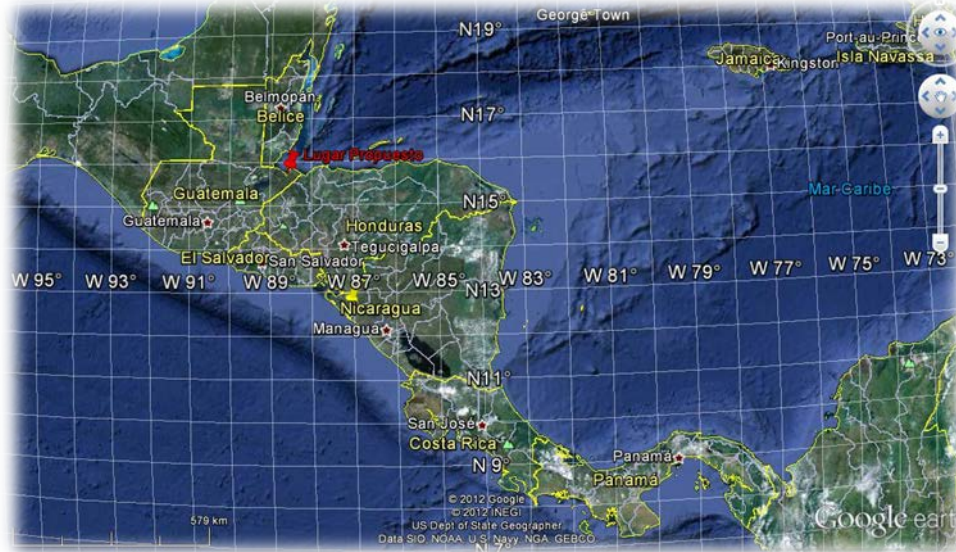 George Town
N19°
Port-au-Prince
Jamaica
Kingston
Isla Navassa
Belmopán
Belice
N17°
Lugar Propuesto
Guatemala
Mar Caribe
N15°
Guatemala
Honduras
Tegucigalpa
El Salvador
San Salvador
W 95°
W 93°
W 91°
W 89°
W 87°
W 85°
W 83°
W 81°
W 79°
W 77°
W 75°
W 73°
N13°
Nicaragua
Managua
N11°
San José
Costa Rica
N 9°
Panamá
Panamá
© 2012 Google
© 2012 INEGI
US Dept of State Geographer
Data SIO, NOAA, U.S. Navy, NGA, GEBCO
579 km
Google eart
N 7°